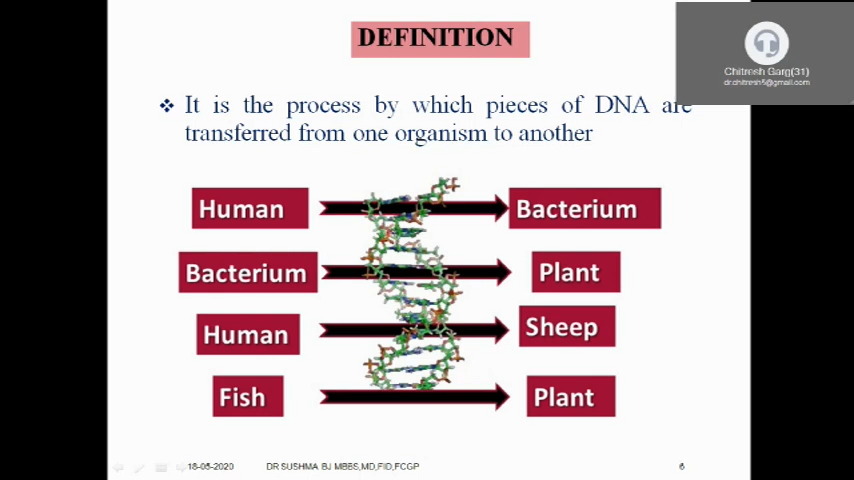 DEFINITION
Chitresh Garg(31)
dr.chitresh5@gmail.com
❖ It is the process by which pieces of DNA are
transferred from one organism to another
Human Bacterium
Bacterium Plant
Human Sheep
Fish Plant
18-05-2020 DR SUSHMA BJ MBBS,MD,FID,FCGP 6